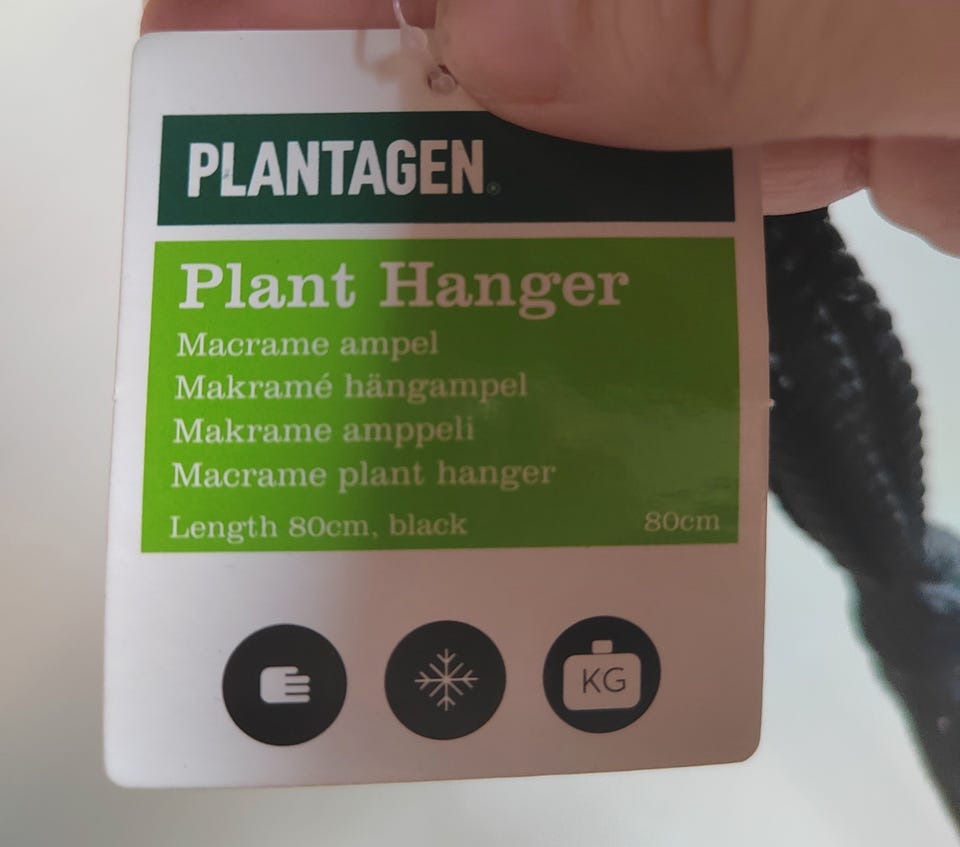 PLANTAGEN®
Plant Hanger
Macrame ampel
Makramé hängampel
Makrame amppeli
Macrame plant hanger
Length 80cm, black 80cm
KG